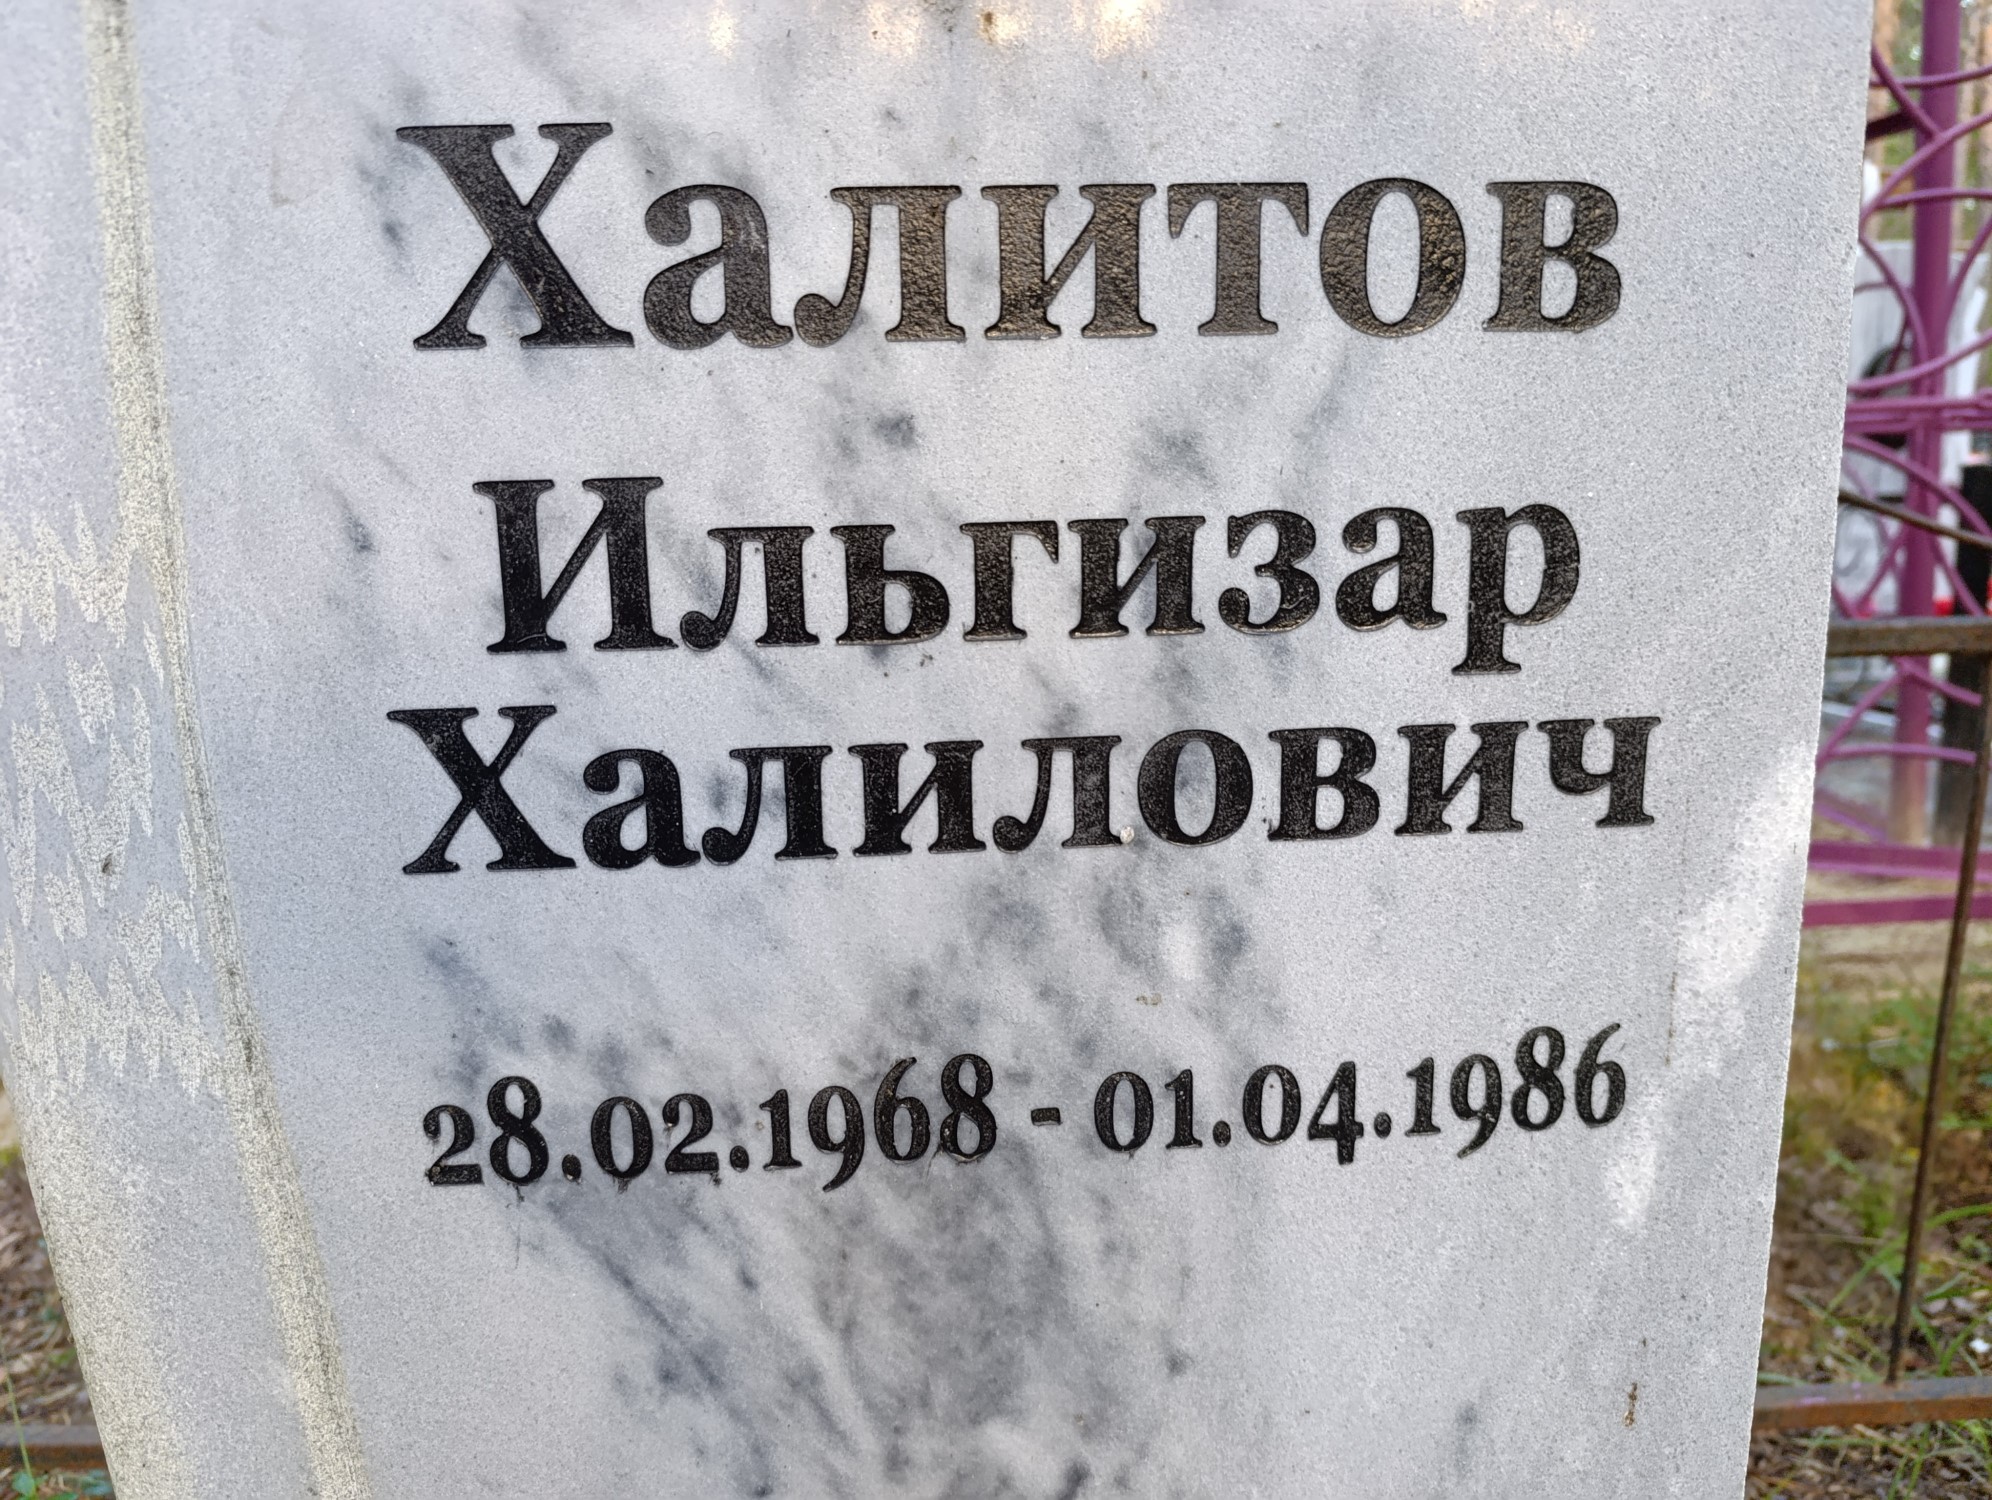 Халитов
Ильгизар
Халилович
28.02.1968 - 01.04.1986